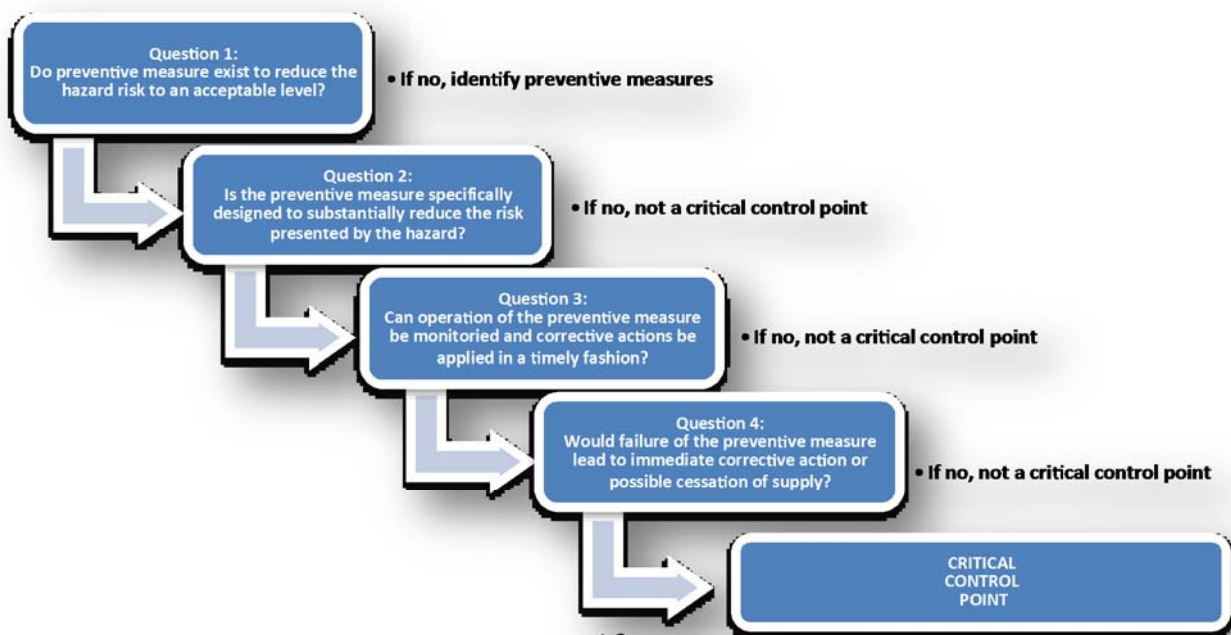 Question 1:
Do preventive measure exist to reduce the
hazard risk to an acceptable level?
• If no, identify preventive measures
Question 2:
Is the preventive measure specifically
designed to substantially reduce the risk
presented by the hazard?
• If no, not a critical control point
Question 3:
Can operation of the preventive measure
be monitoried and corrective actions be
applied in a timely fashion?
• If no, not a critical control point
Question 4:
Would failure of the preventive measure
lead to immediate corrective action or
possible cessation of supply?
• If no, not a critical control point
CRITICAL
CONTROL
POINT